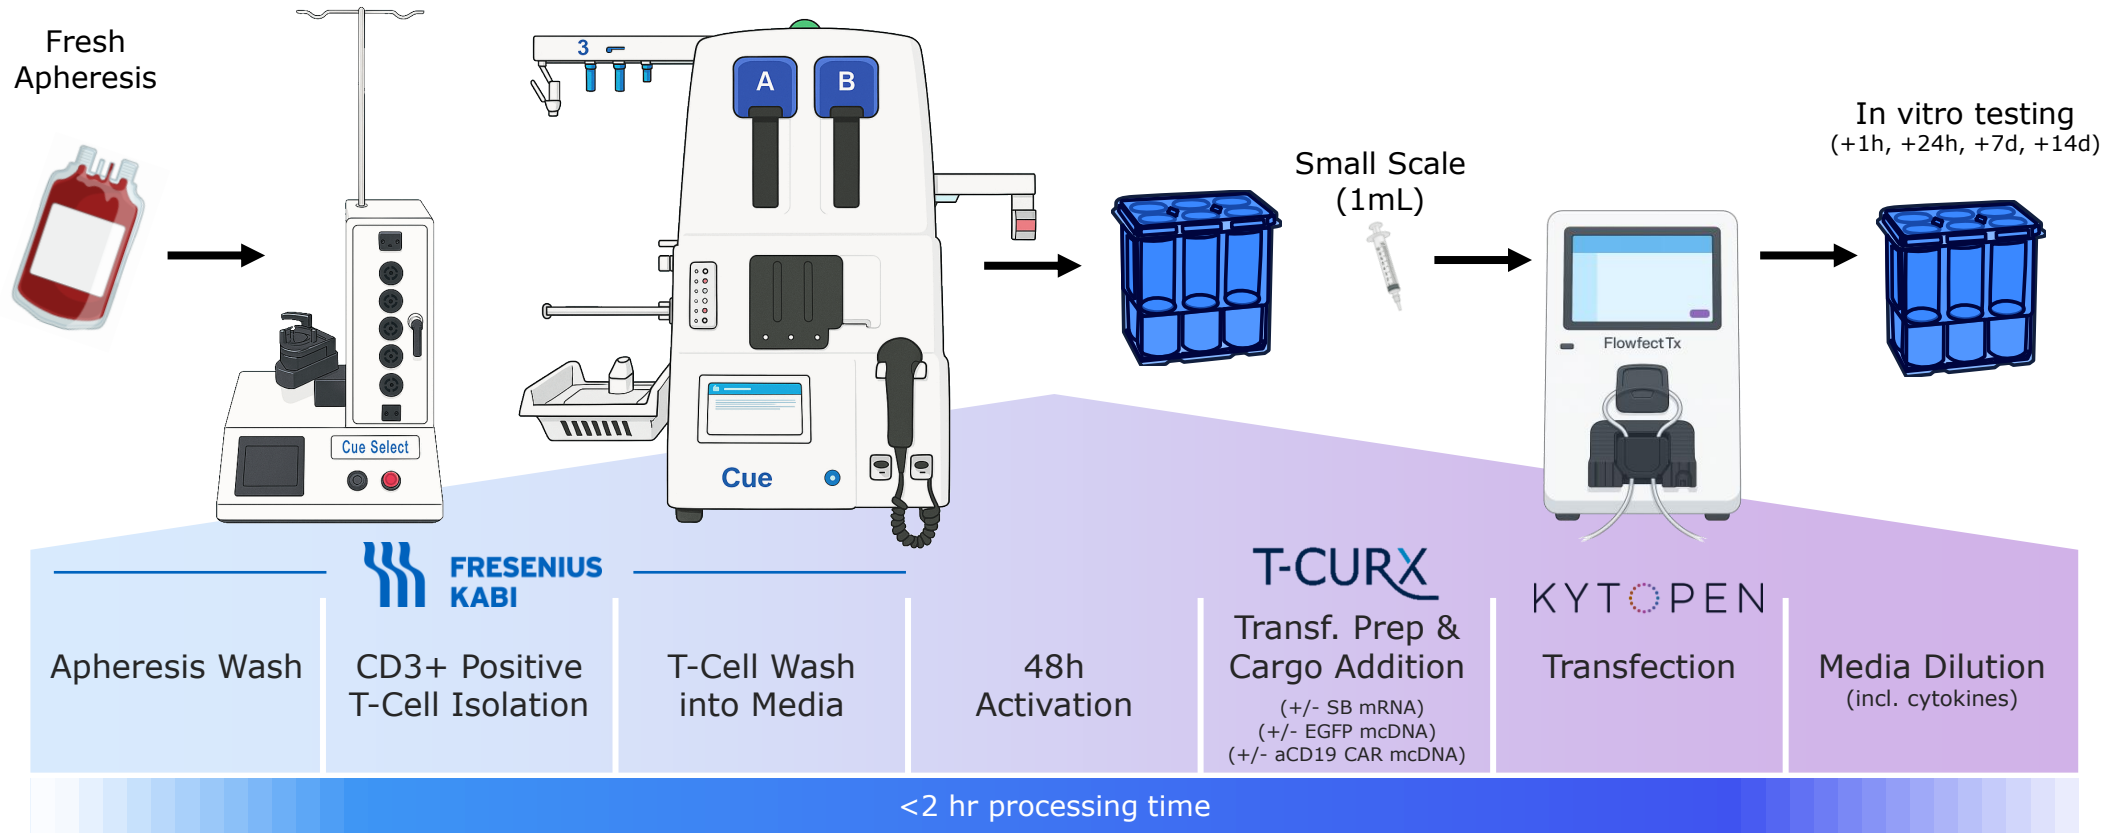 Fresh
Apheresis
3
A
B
Cue Select
Cue
Small Scale
(1mL)
Flowfect Tx
In vitro testing
(+1h, +24h, +7d, +14d)
FRESENIUS
KABI
T-CURX
KYTOPEN
Apheresis Wash
CD3+ Positive
T-Cell Isolation
T-Cell Wash
into Media
48h
Activation
Transf. Prep &
Cargo Addition
(+/- SB mRNA)
(+/- EGFP mcDNA)
(+/- aCD19 CAR mcDNA)
Transfection
Media Dilution
(incl. cytokines)
<2 hr processing time